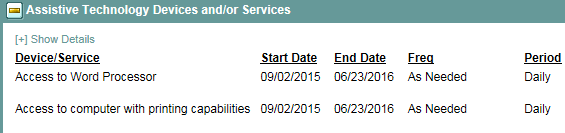 Assistive Technology Devices and/or Services
[+] Show Details
Device/Service Start Date End Date Freq Period
Access to Word Processor 09/02/2015 06/23/2016 As Needed Daily
Access to computer with printing capabilities 09/02/2015 06/23/2016 As Needed Daily